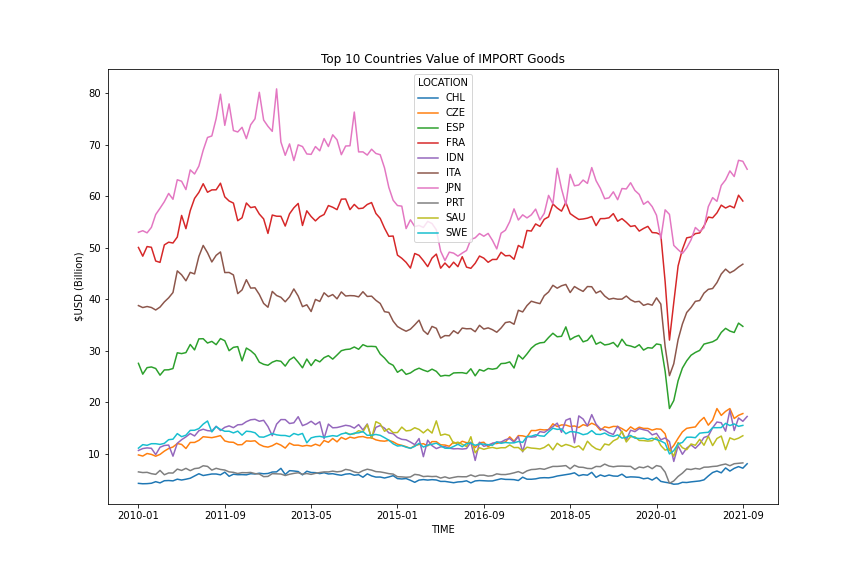 Top 10 Countries Value of IMPORT Goods
LOCATION
CHL
CZE
ESP
FRA
IDN
ITA
JPN
PRT
SAU
SWE
$USD (Billion)
80
70
60
50
40
30
20
10
2010-01 2011-09 2013-05 2015-01 2016-09 2018-05 2020-01 2021-09
TIME